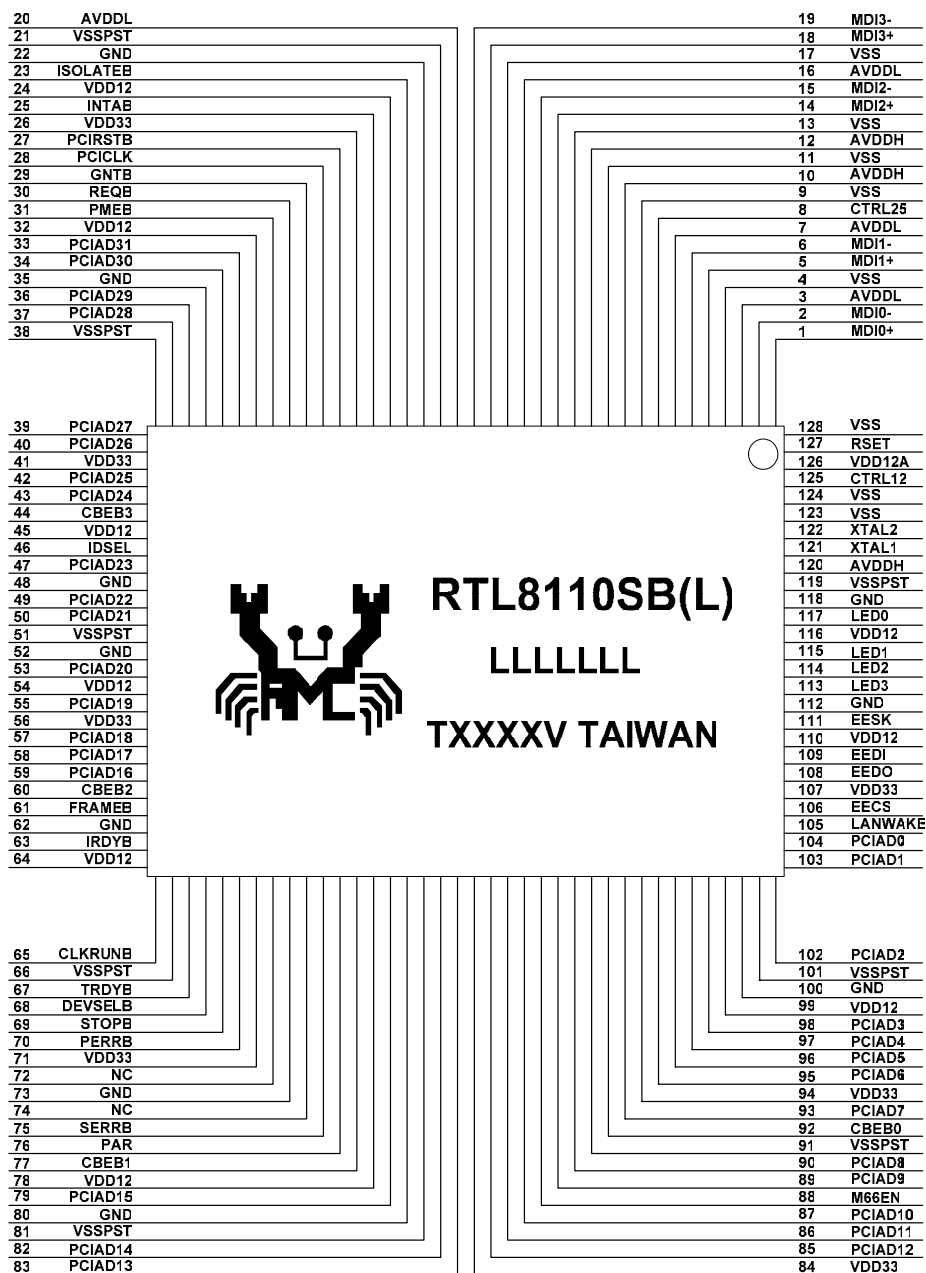 20 AVDDL
21 VSSPST
22 GND
23 ISOLATEB
24 VDD12
25 INTAB
26 VDD33
27 PCIRSTB
28 PCICLK
29 GNTB
30 REQB
31 PMEB
32 VDD12
33 PCIAD31
34 PCIAD30
35 GND
36 PCIAD29
37 PCIAD28
38 VSSPST
19 MDI3-
18 MDI3+
17 VSS
16 AVDDL
15 MDI2-
14 MDI2+
13 VSS
12 AVDDH
11 VSS
10 AVDDH
9 VSS
8 CTRL25
7 AVDDL
6 MDI1-
5 MDI1+
4 VSS
3 AVDDL
2 MDI0-
1 MDI0+
39 PCIAD27
40 PCIAD26
41 VDD33
42 PCIAD25
43 PCIAD24
44 CBEB3
45 VDD12
46 IDSEL
47 PCIAD23
48 GND
49 PCIAD22
50 PCIAD21
51 VSSPST
52 GND
53 PCIAD20
54 VDD12
55 PCIAD19
56 VDD33
57 PCIAD18
58 PCIAD17
59 PCIAD16
60 CBEB2
61 FRAMEB
62 GND
63 IRDYB
64 VDD12
RTL8110SB(L)
LLLLLLL
TXXXXV TAIWAN
128 VSS
127 RSET
126 VDD12A
125 CTRL12
124 VSS
123 VSS
122 XTAL2
121 XTAL1
120 AVDDH
119 VSSPST
118 GND
117 LED0
116 VDD12
115 LED1
114 LED2
113 LED3
112 GND
111 EESK
110 VDD12
109 EEDI
108 EEDO
107 VDD33
106 EECS
105 LANWAKE
104 PCIAD0
103 PCIAD1
65 CLKRUNB
66 VSSPST
67 TRDYB
68 DEVSELB
69 STOPB
70 PERRB
71 VDD33
72 NC
73 GND
74 NC
75 SERRB
76 PAR
77 CBEB1
78 VDD12
79 PCIAD15
80 GND
81 VSSPST
82 PCIAD14
83 PCIAD13
102 PCIAD2
101 VSSPST
100 GND
99 VDD12
98 PCIAD3
97 PCIAD4
96 PCIAD5
95 PCIAD6
94 VDD33
93 PCIAD7
92 CBEB0
91 VSSPST
90 PCIAD8
89 PCIAD9
88 M66EN
87 PCIAD10
86 PCIAD11
85 PCIAD12
84 VDD33